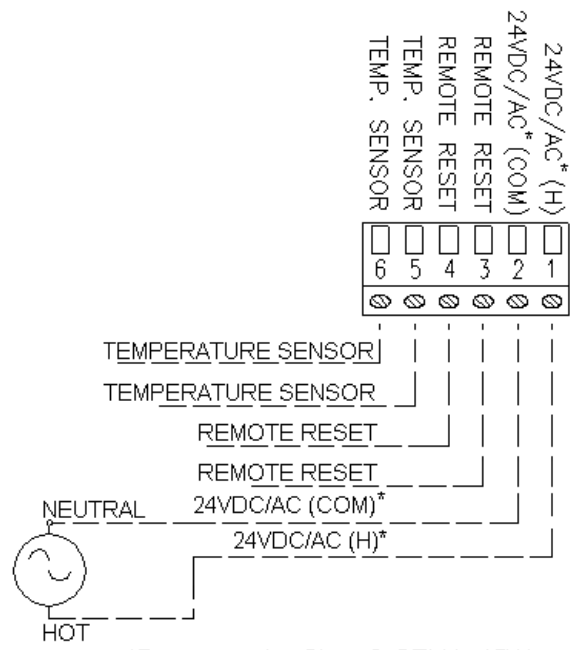 TEMP. SENSOR
TEMP. SENSOR
REMOTE RESET
REMOTE RESET
24VDC/AC* (COM)
24VDC/AC* (H)
6 5 4 3 2 1
TEMPERATURE SENSOR
TEMPERATURE SENSOR
REMOTE RESET
REMOTE RESET
NEUTRAL
24VDC/AC (COM)*
24VDC/AC (H)*
HOT